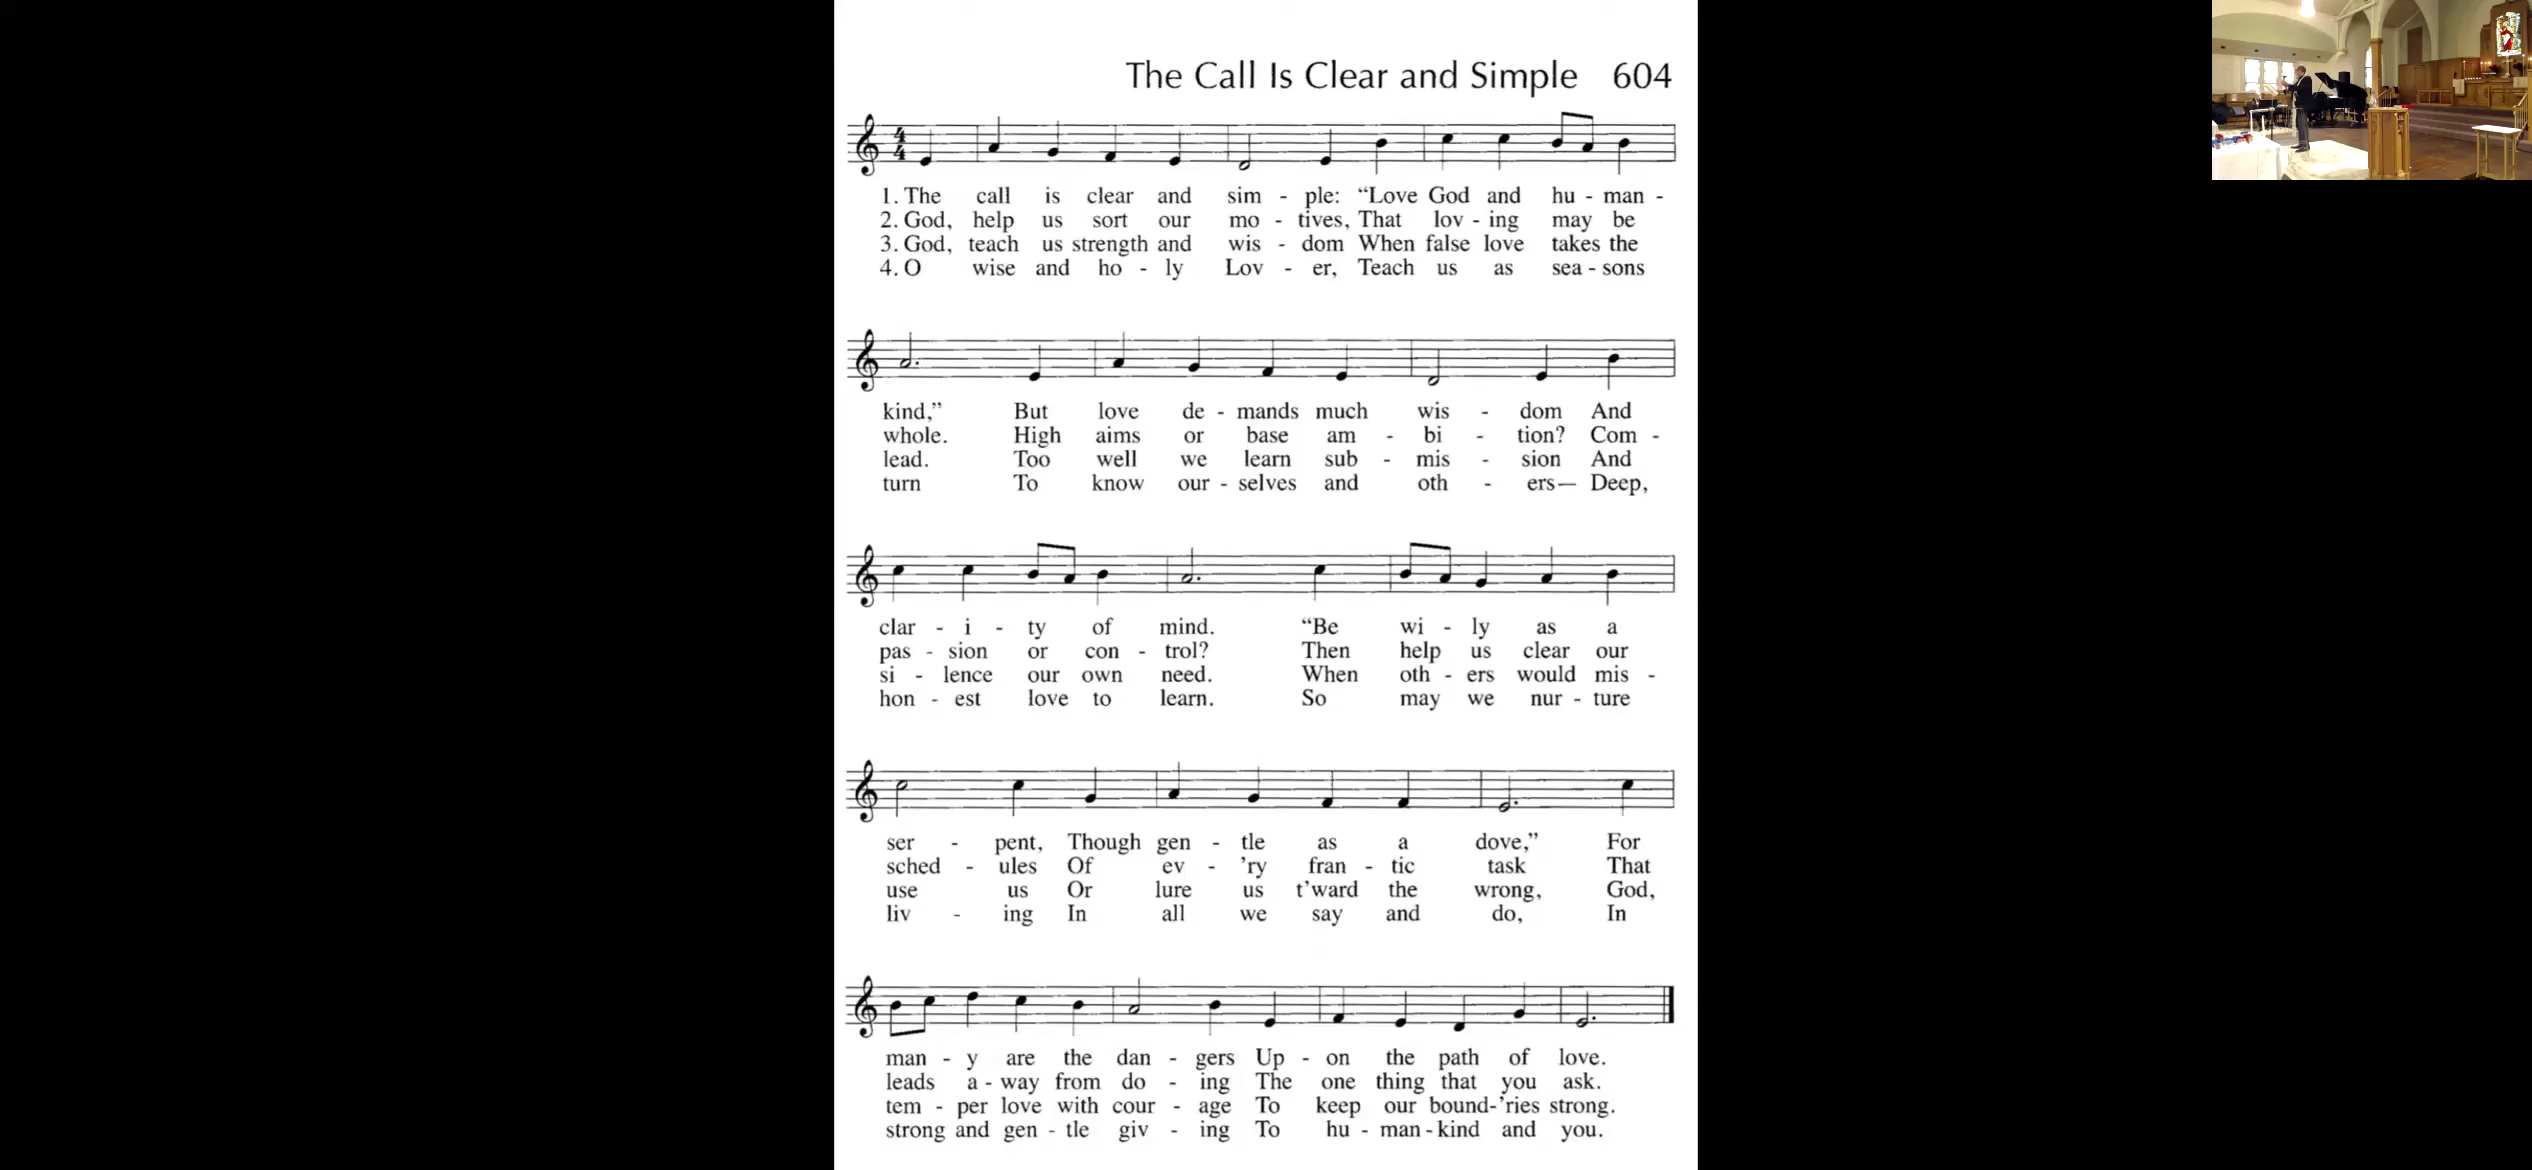 The Call Is Clear and Simple 604
4
4
1. The call is clear and sim - ple: “Love God and hu - man -
2. God, help us sort our mo - tives, That lov - ing may be
3. God, teach us strength and wis - dom When false love takes the
4. O wise and ho - ly Lov - er, Teach us as sea - sons
kind,” But love de - mands much wis - dom And
whole. High aims or base am - bi - tion? Com -
lead. Too well we learn sub - mis - sion And
turn To know our - selves and oth - ers— Deep,
clar - i - ty of mind. “Be wi - ly as a
pas - sion or con - trol? Then help us clear our
si - lence our own need. When oth - ers would mis -
hon - est love to learn. So may we nur - ture
ser - pent, Though gen - tle as a dove,” For
sched - ules Of ev - ’ry fran - tic task That
use us Or lure us t’ward the wrong, God,
liv - ing In all we say and do, In
man - y are the dan - gers Up - on the path of love.
leads a - way from do - ing The one thing that you ask.
tem - per love with cour - age To keep our bound-’ries strong.
strong and gen - tle giv - ing To hu - man - kind and you.